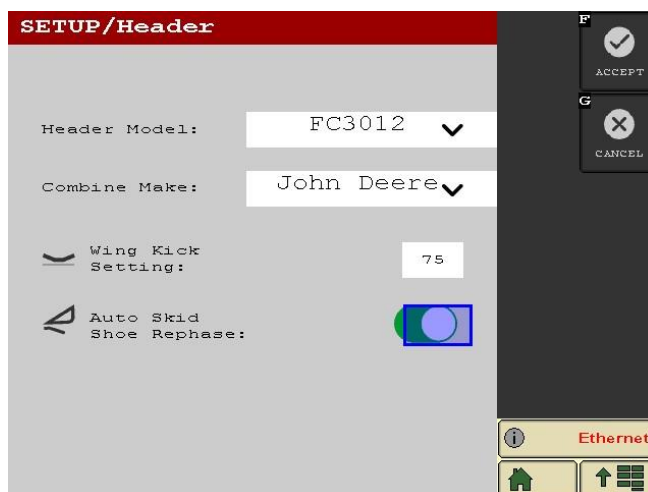 SETUP/Header
F
ACCEPT
G
CANCEL
Header Model: FC3012
Combine Make: John Deere
Wing Kick
Setting: 75
Auto Skid
Shoe Rephase:
Ethernet